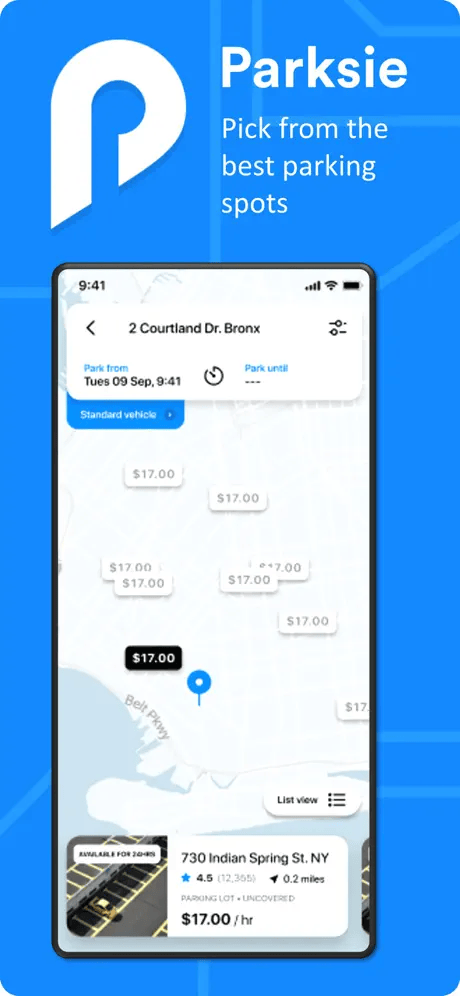 Parksie
Pick from the
best parking
spots
9:41
2 Courtland Dr. Bronx
Park from
Park until
Tues 09 Sep, 9:41
---
Standard vehicle
$17.00
$17.00
$17.00
$17.00
$17.00
$17.00
$17.00
$17.00
$17.
Belt Pkwy
List view
AVAILABLE FOR 24HRS
730 Indian Spring St. NY
4.5 (12,365) 0.2 miles
PARKING LOT • UNCOVERED
$17.00 / hr